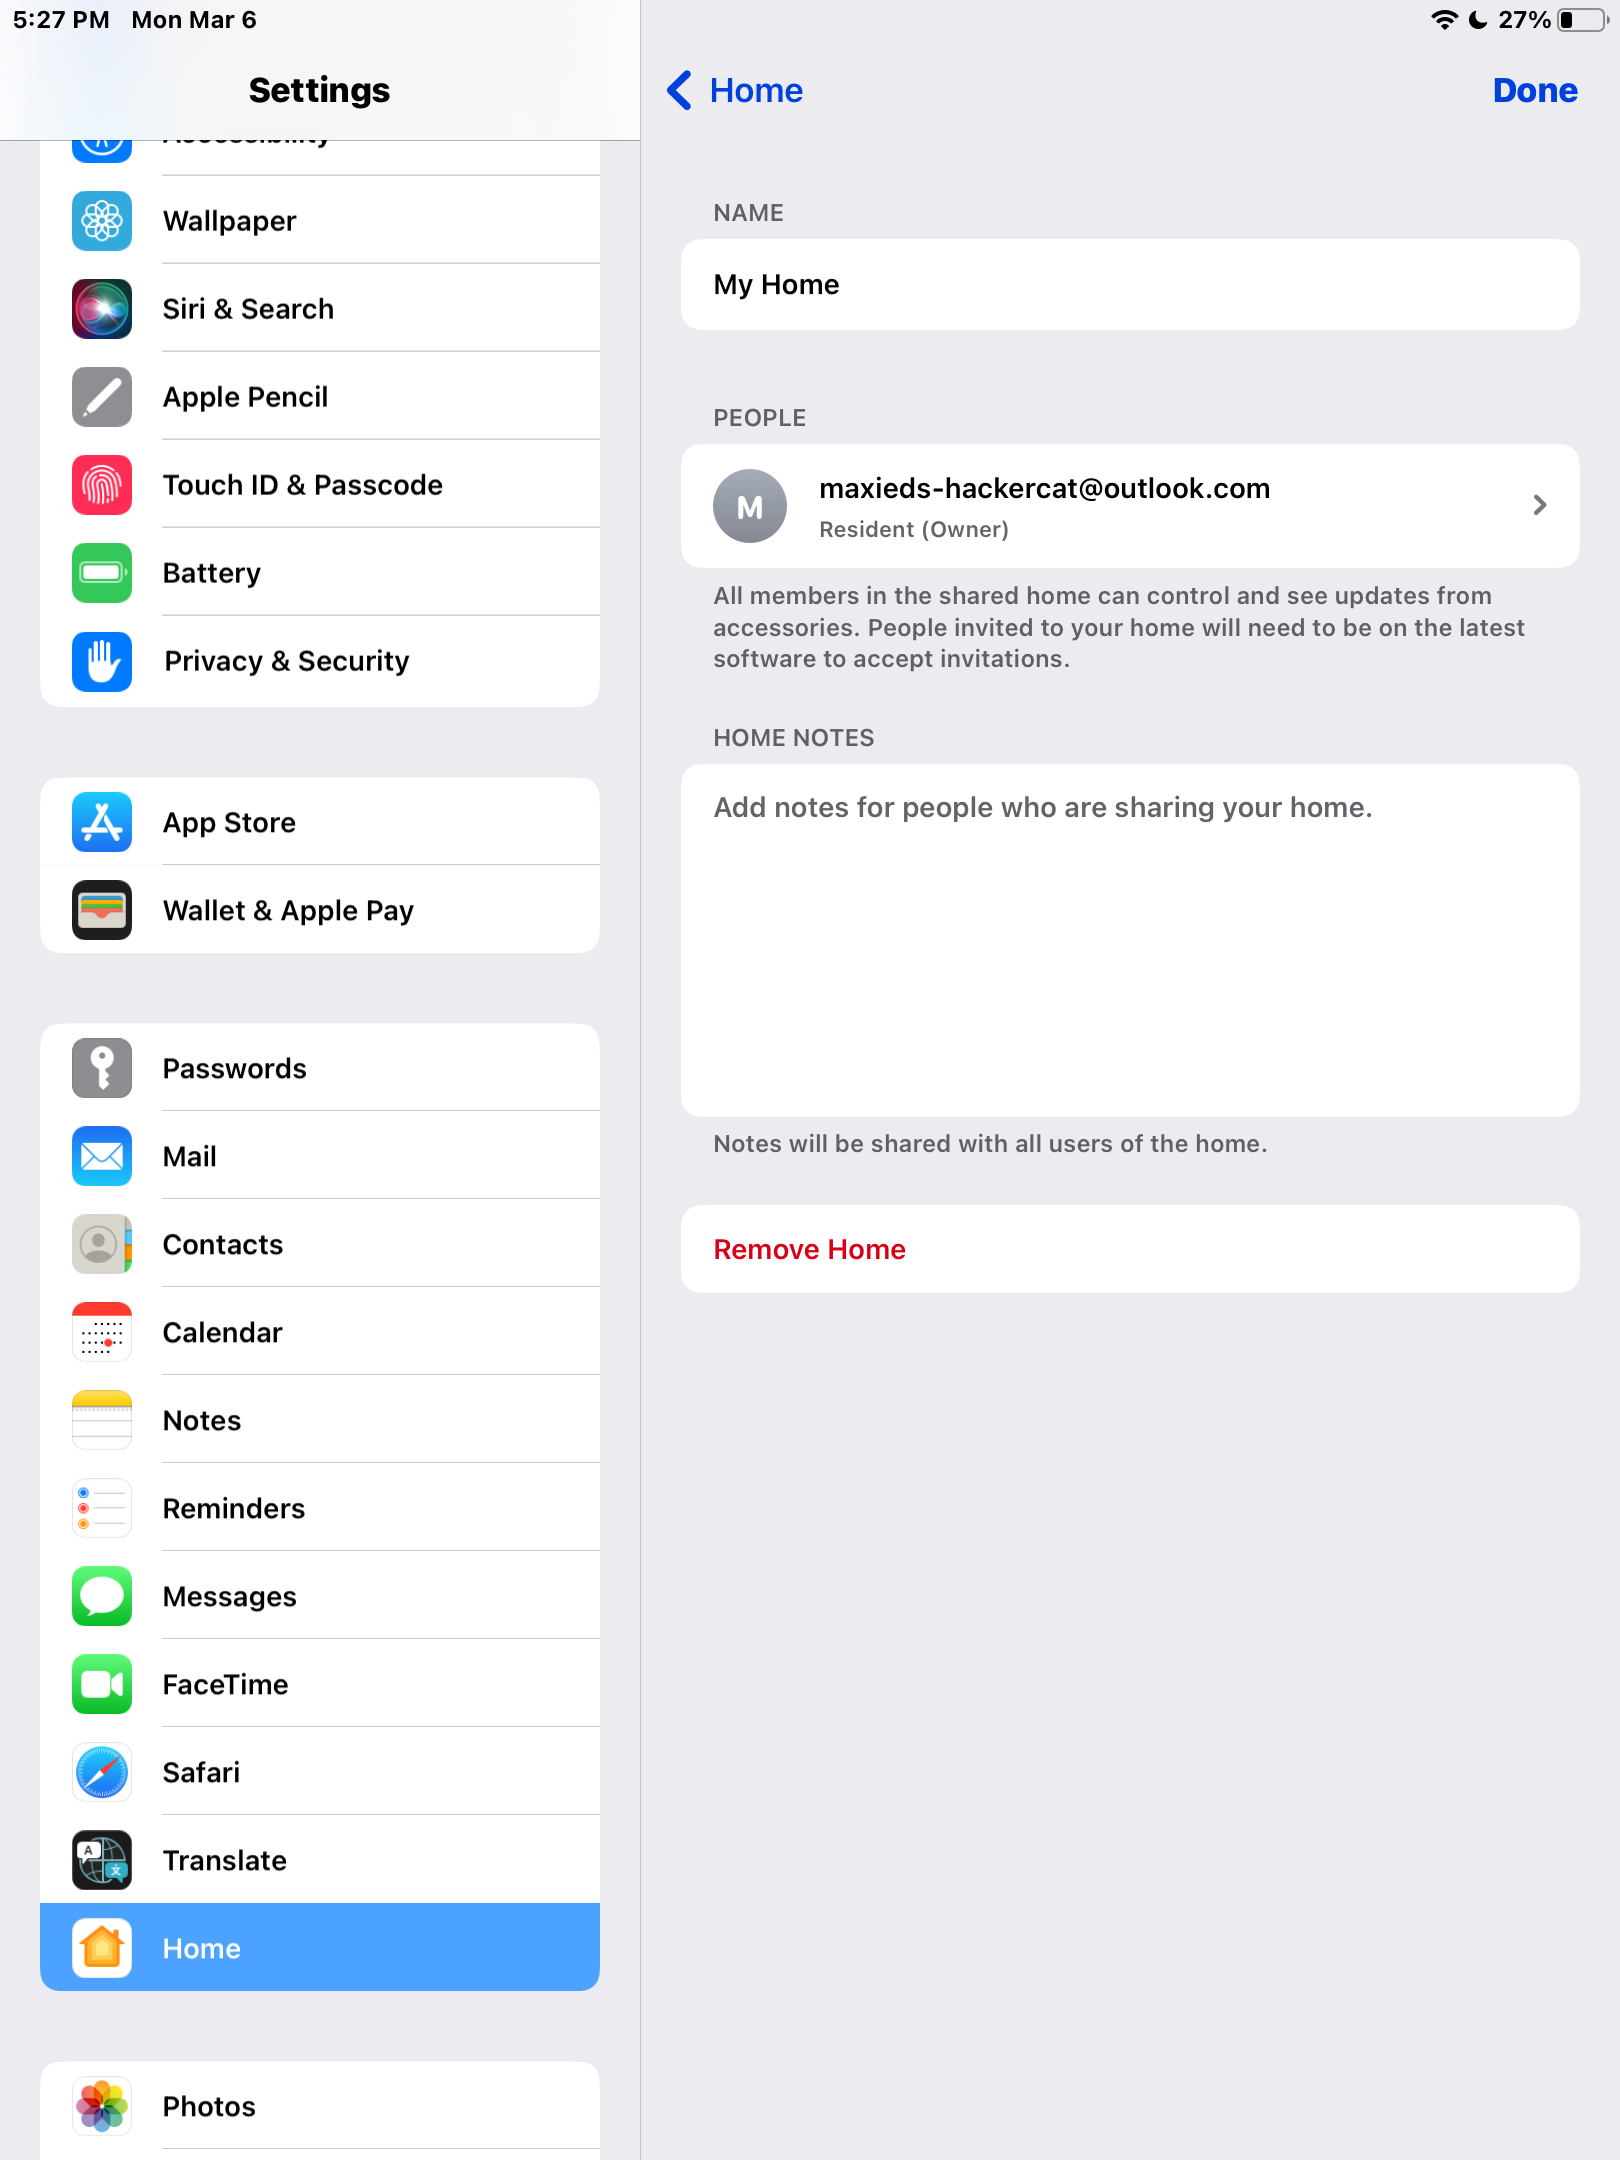 5:27 PM Mon Mar 6
27%
Settings
Accessibility
Wallpaper
Siri & Search
Apple Pencil
Touch ID & Passcode
Battery
Privacy & Security
App Store
Wallet & Apple Pay
Passwords
Mail
Contacts
Calendar
Notes
Reminders
Messages
FaceTime
Safari
A
文
Translate
Home
Photos
Home
Done
NAME
My Home
PEOPLE
M
maxieds-hackercat@outlook.com
Resident (Owner)
All members in the shared home can control and see updates from
accessories. People invited to your home will need to be on the latest
software to accept invitations.
HOME NOTES
Add notes for people who are sharing your home.
Notes will be shared with all users of the home.
Remove Home